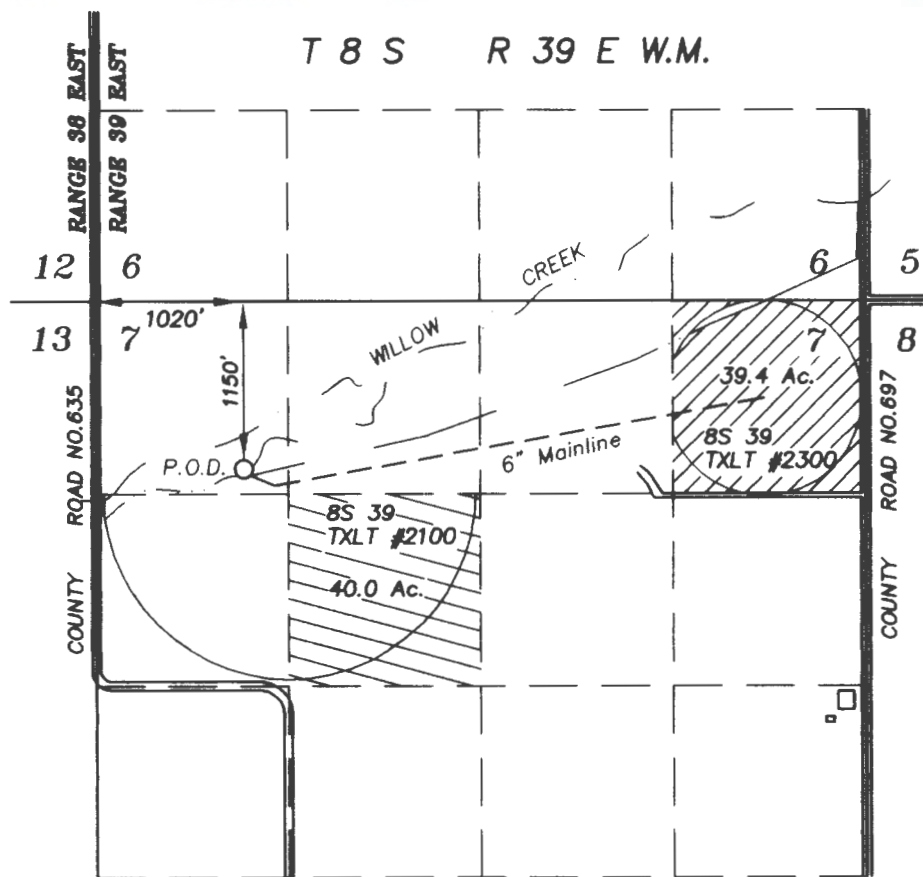 T 8 S R 39 E W.M.
RANGE 38 EAST
RANGE 39 EAST
12 6
6 5
CREEK
13 7
1020'
7 8
WILLOW
1150'
39.4 Ac.
COUNTY ROAD NO.635
COUNTY ROAD NO.697
8S 39
TXLT #2300
6" Mainline
P.O.D.
8S 39
TXLT #2100
40.0 Ac.